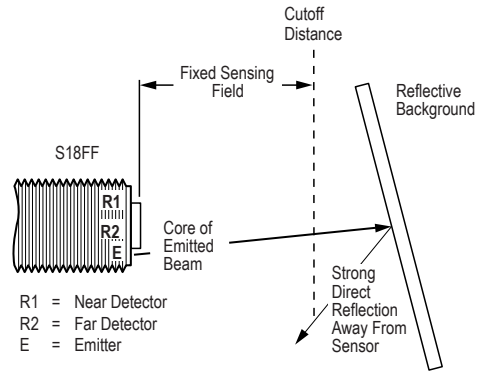 Cutoff
Distance
Fixed Sensing
Field
Reflective
Background
S18FF
R1
R2
E
Core of
Emitted
Beam
Strong
Direct
Reflection
Away From
Sensor
R1 = Near Detector
R2 = Far Detector
E = Emitter